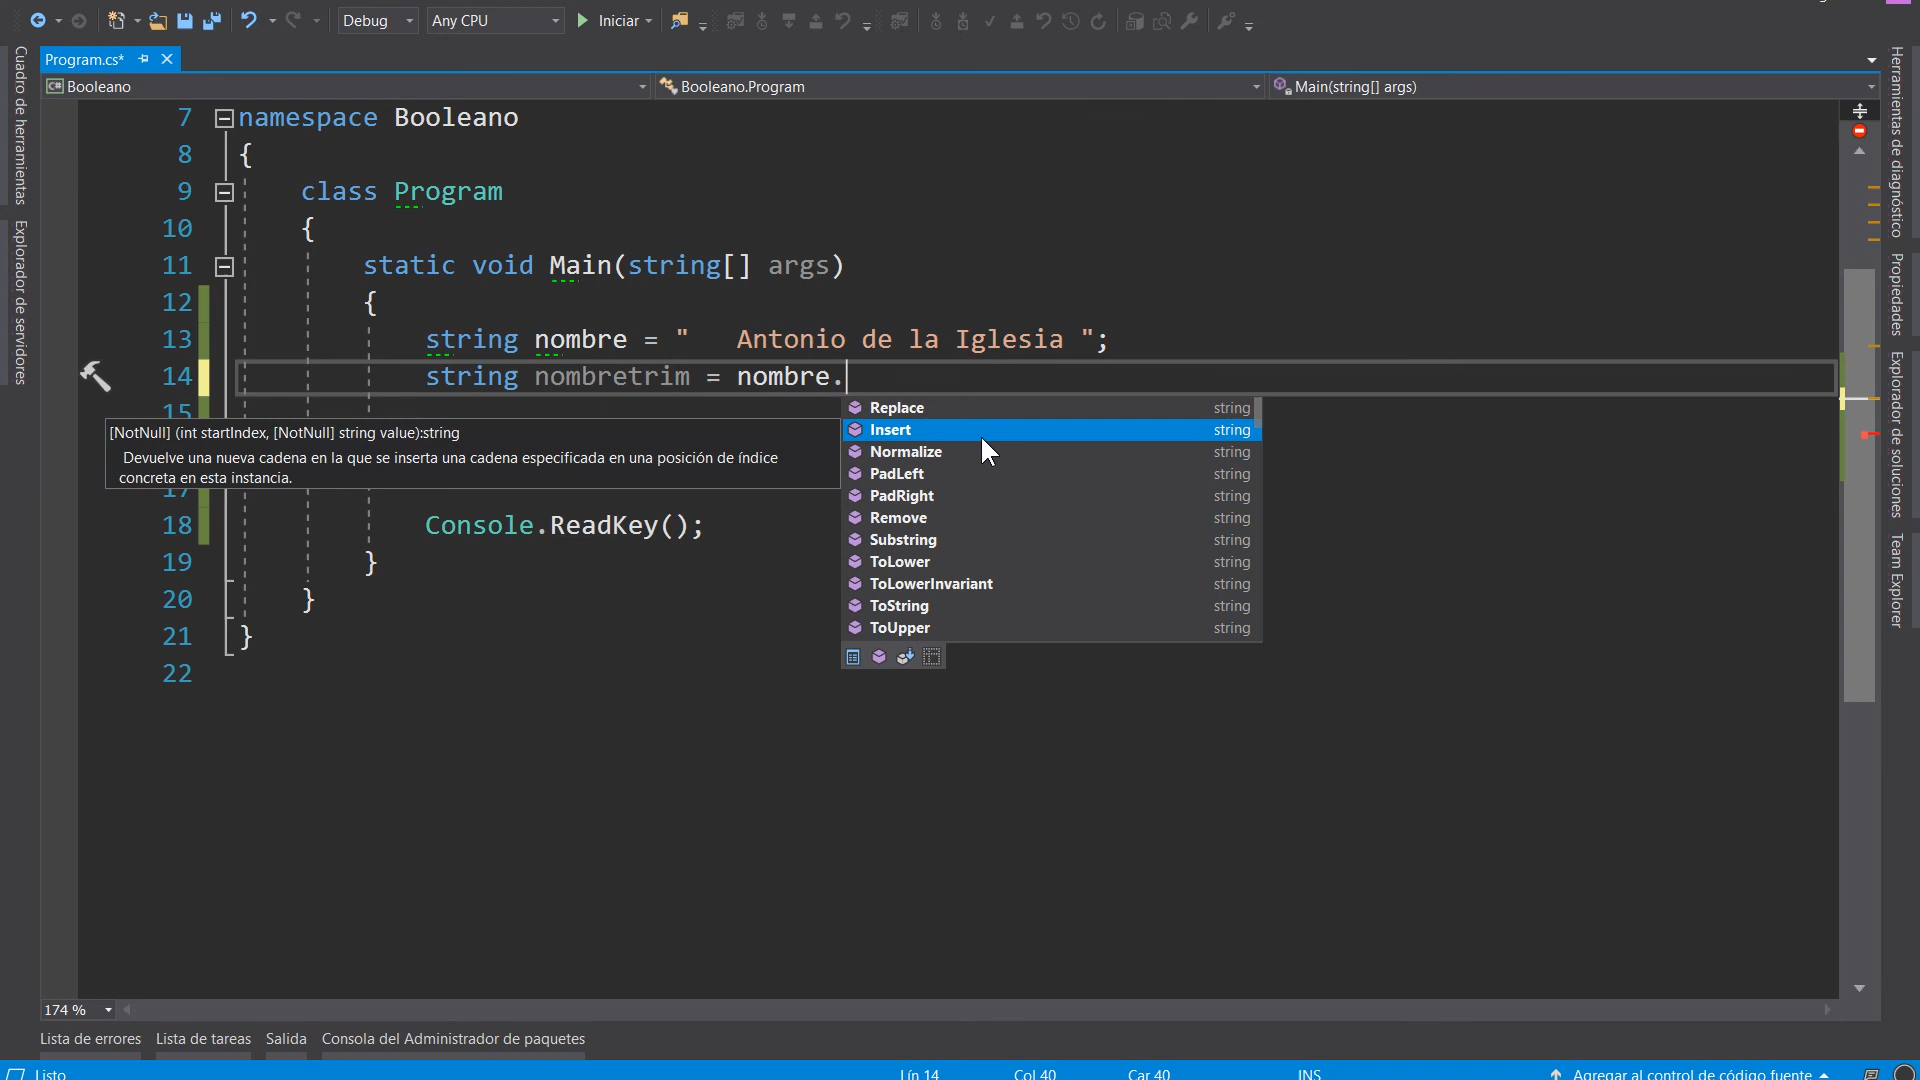 Debug
Any CPU
Iniciar
Program.cs*
Booleano
Booleano.Program
Main(string[] args)
Cuadro de herramientas
Explorador de servidores
7 namespace Booleano
8 {
9 class Program
10 {
11 static void Main(string[] args)
12 {
13 string nombre = "   Antonio de la Iglesia ";
14 string nombretrim = nombre.
15
[NotNull] (int startIndex, [NotNull] string value):string
Devuelve una nueva cadena en la que se inserta una cadena especificada en una posición de índice
concreta en esta instancia.
17
18 Console.ReadKey();
19 }
20 }
21 }
22
Replace string
Insert string
Normalize string
PadLeft string
PadRight string
Remove string
Substring string
ToLower string
ToLowerInvariant string
ToString string
ToUpper string
Herramientas de diagnóstico
Propiedades
Explorador de soluciones
Team Explorer
174 %
Lista de errores
Lista de tareas
Salida
Consola del Administrador de paquetes
Listo
Lín 14
Col 40
Car 40
INS
Agregar al control de código fuente